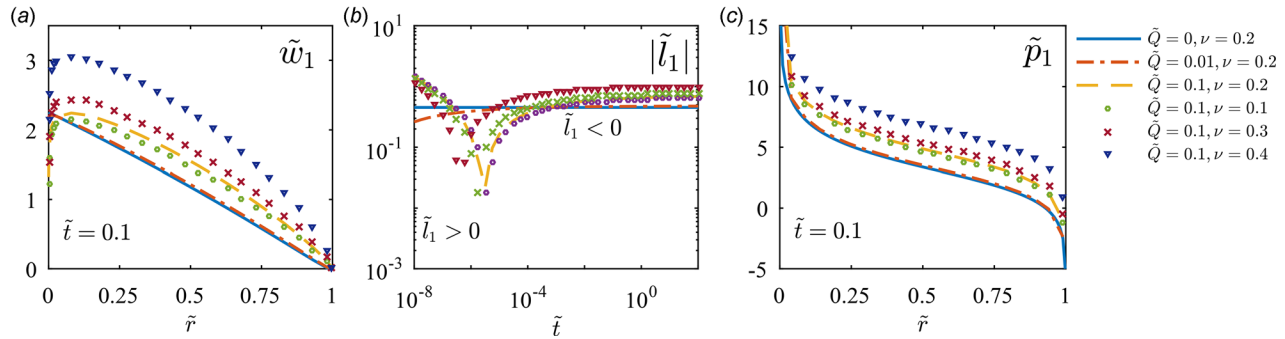 (a)
w̃₁
3
2
1
0
t̃ = 0.1
0 0.25 0.5 0.75 1
r̃
(b)
|l̃₁|
10⁰
10⁻¹
10⁻²
10⁻³
l̃₁ < 0
l̃₁ > 0
10⁻⁸ 10⁻⁴ 10⁰
t̃
(c)
p̃₁
15
10
5
0
-5
t̃ = 0.1
0 0.25 0.5 0.75 1
r̃
Q̃ = 0, ν = 0.2
Q̃ = 0.01, ν = 0.2
Q̃ = 0.1, ν = 0.2
Q̃ = 0.1, ν = 0.1
Q̃ = 0.1, ν = 0.3
Q̃ = 0.1, ν = 0.4